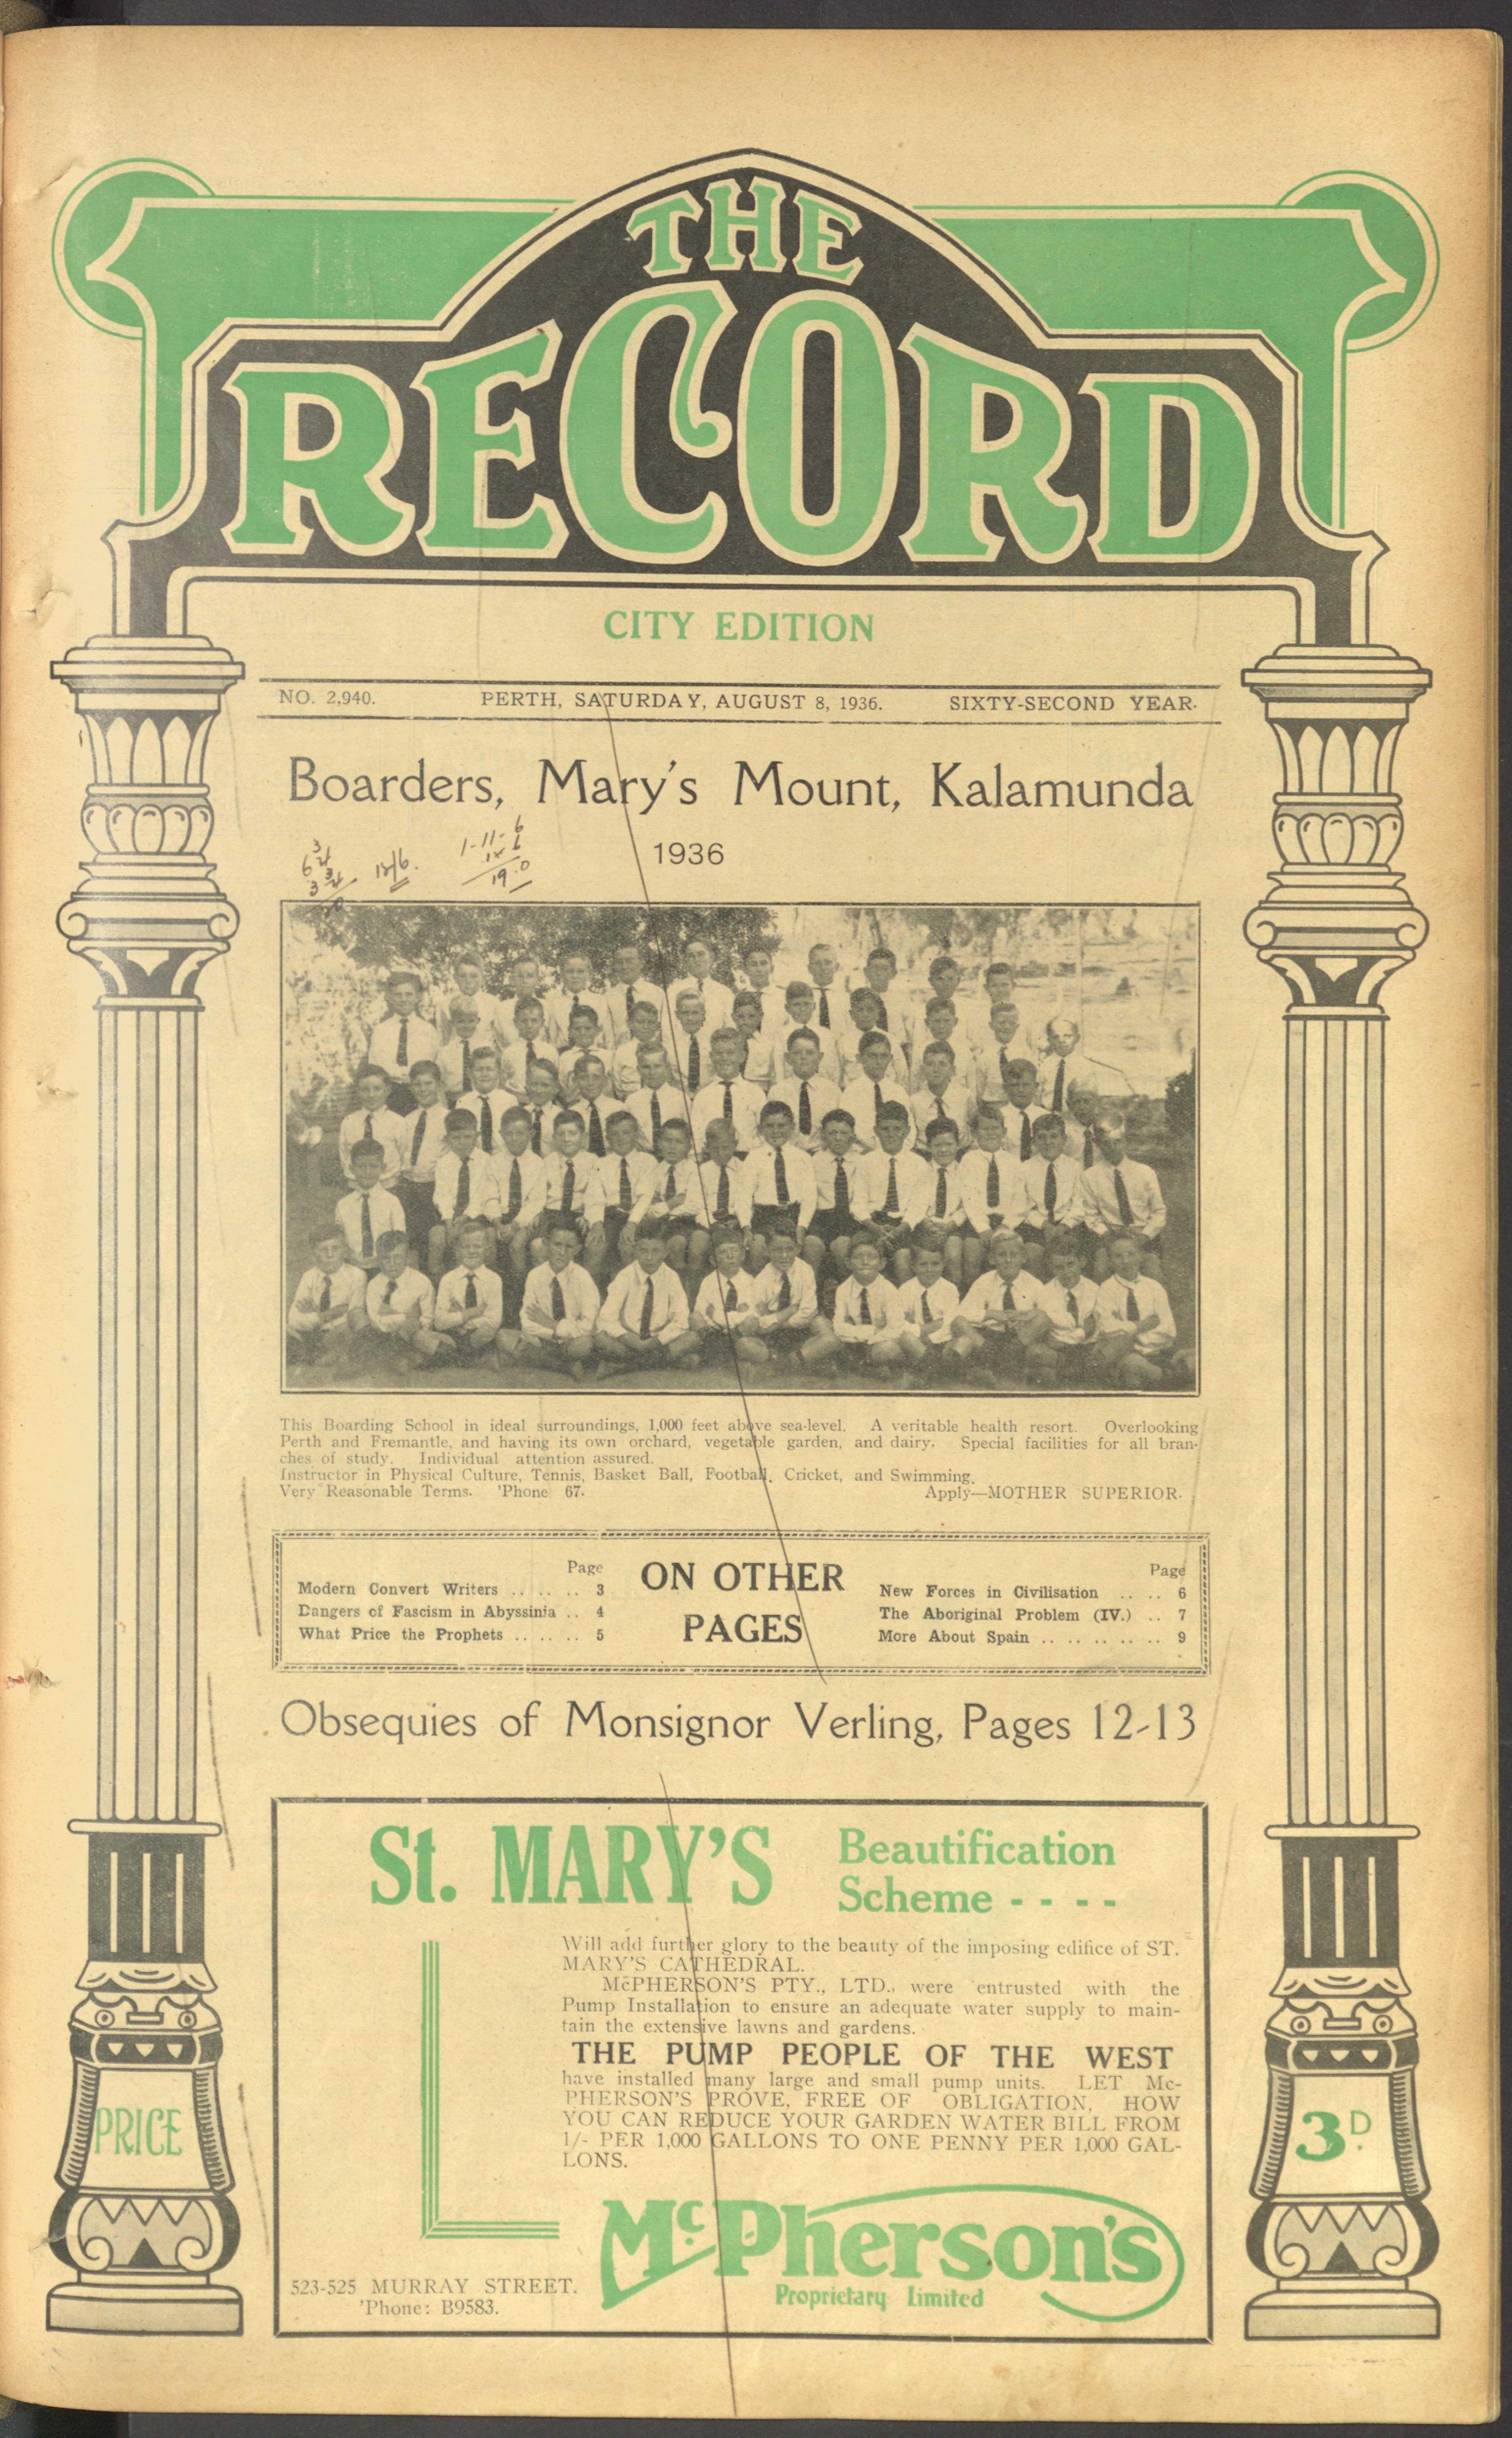 THE
RECORD
CITY EDITION
NO. 2,940. PERTH, SATURDAY, AUGUST 8, 1936. SIXTY-SECOND YEAR.
Boarders, Mary's Mount, Kalamunda
1936
1-11-6
12/6.
12 6
19.0
This Boarding School in ideal surroundings, 1,000 feet above sea-level. A veritable health resort. Overlooking
Perth and Fremantle, and having its own orchard, vegetable garden, and dairy. Special facilities for all bran-
ches of study. Individual attention assured.
Instructor in Physical Culture, Tennis, Basket Ball, Football, Cricket, and Swimming.
Very Reasonable Terms. 'Phone 67. Apply—MOTHER SUPERIOR.
ON OTHER
PAGES
Page
Modern Convert Writers .. .. .. 3
Dangers of Fascism in Abyssinia .. 4
What Price the Prophets .. .. .. 5
Page
New Forces in Civilisation .. .. 6
The Aboriginal Problem (IV.) .. 7
More About Spain .. .. .. .. .. 9
Obsequies of Monsignor Verling, Pages 12-13
St. MARY'S
Beautification
Scheme - - - -
Will add further glory to the beauty of the imposing edifice of ST.
MARY'S CATHEDRAL.
McPHERSON'S PTY., LTD., were entrusted with the
Pump Installation to ensure an adequate water supply to main-
tain the extensive lawns and gardens.
THE PUMP PEOPLE OF THE WEST
have installed many large and small pump units. LET Mc-
PHERSON'S PROVE, FREE OF OBLIGATION, HOW
YOU CAN REDUCE YOUR GARDEN WATER BILL FROM
1/- PER 1,000 GALLONS TO ONE PENNY PER 1,000 GAL-
LONS.
McPherson's
Proprietary Limited
523-525 MURRAY STREET.
'Phone: B9583.
PRICE
3D.